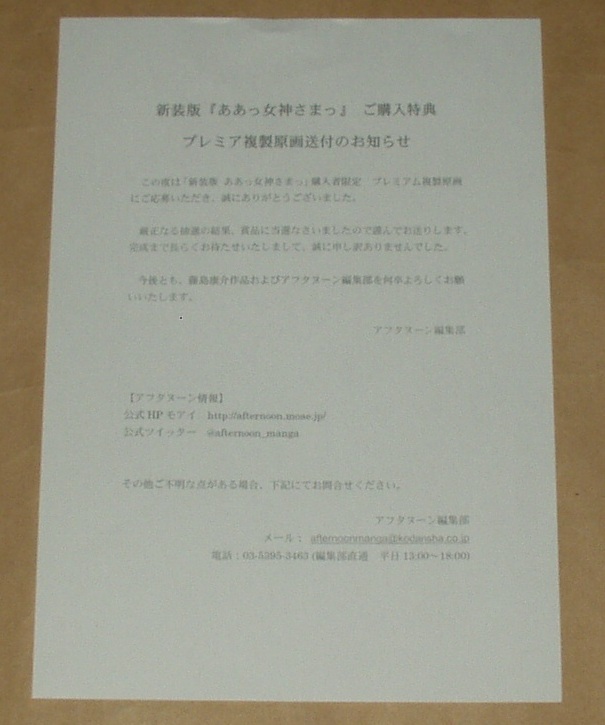 新装版『ああっ女神さまっ』 ご購入特典
プレミア複製原画送付のお知らせ
この度は「新装版 ああっ女神さまっ」購入者限定 プレミアム複製原画
にご応募いただき、誠にありがとうございました。
厳正なる抽選の結果、賞品に当選なさいましたので謹んでお送りします。
完成まで長らくお待たせいたしまして、誠に申し訳ありませんでした。
今後とも、藤島康介作品およびアフタヌーン編集部を何卒よろしくお願
いいたします。
アフタヌーン編集部
【アフタヌーン情報】
公式HPモアイ http://afternoon.moae.jp/
公式ツイッター @afternoon_manga
その他ご不明な点がある場合、下記にてお問合せください。
アフタヌーン編集部
メール： afternoonmanga@kodansha.co.jp
電話：03-5395-3463 (編集部直通 平日13:00～18:00)